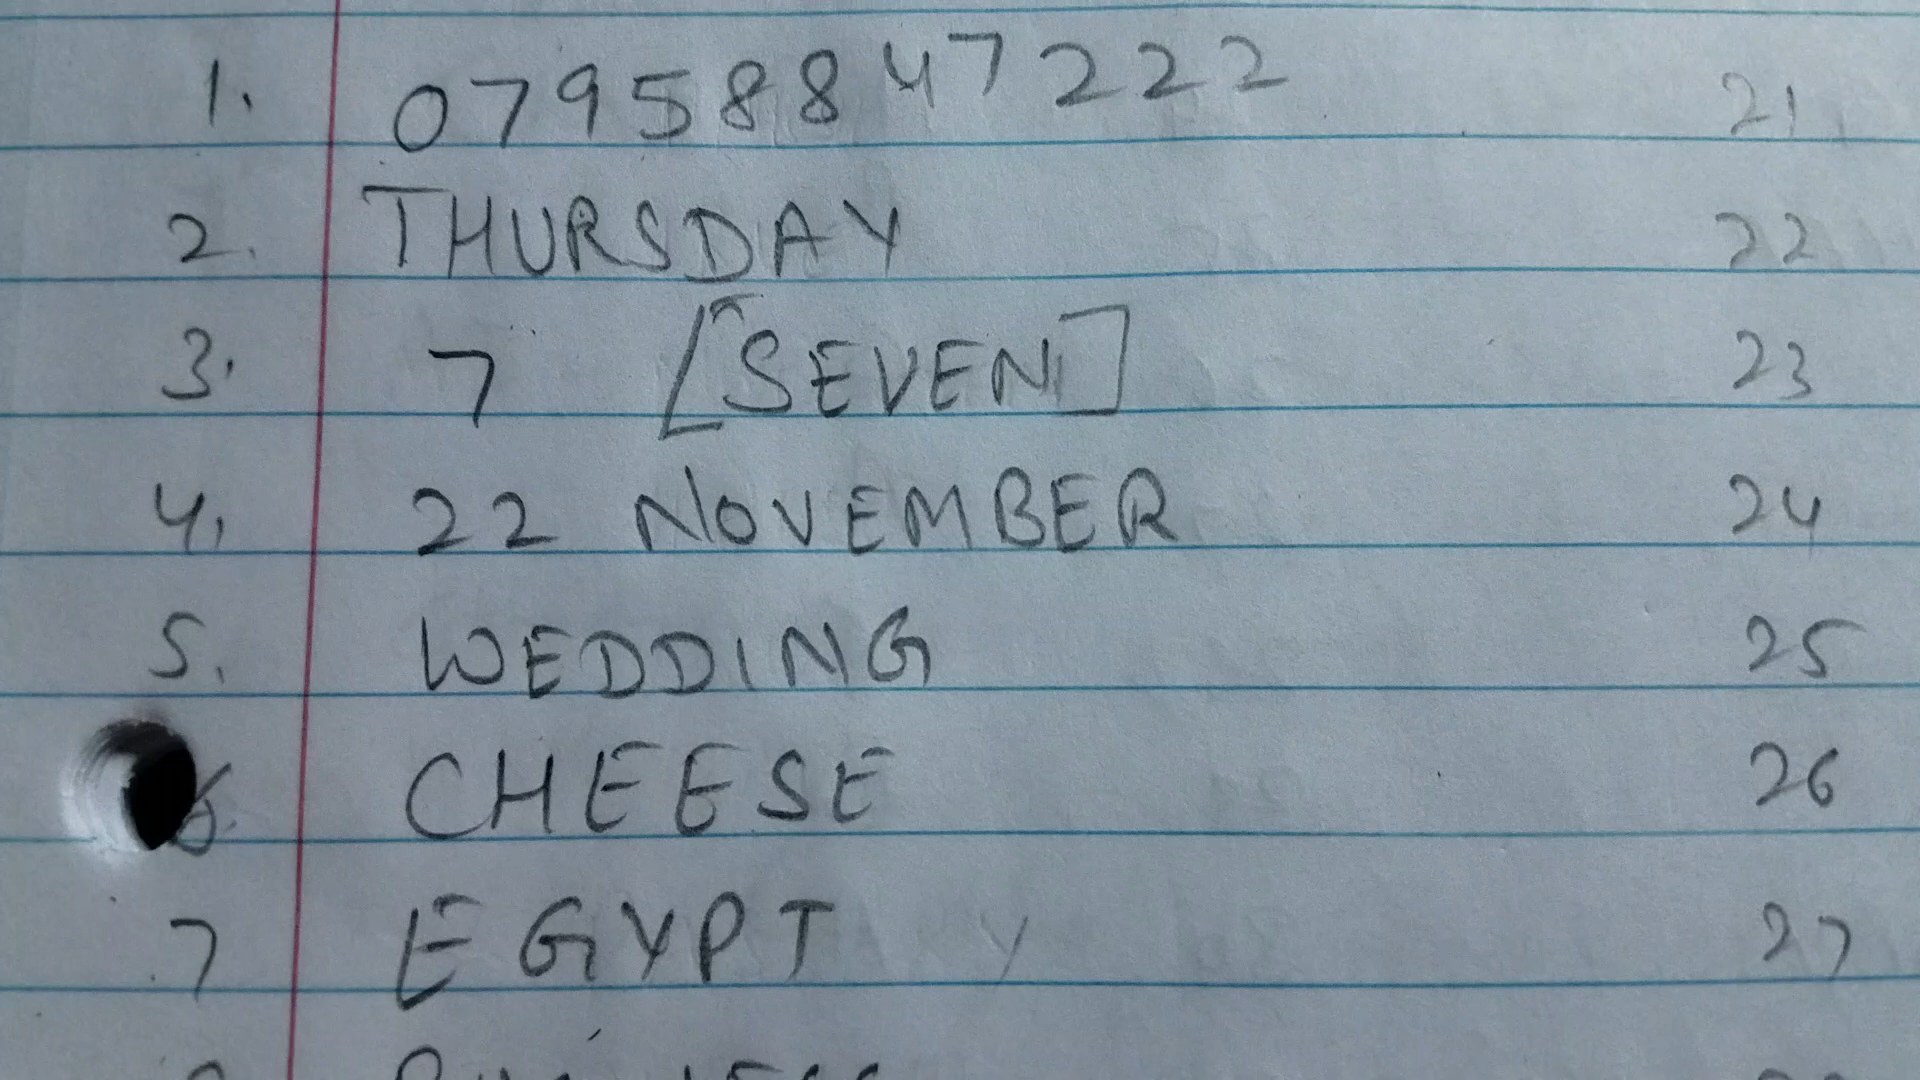 1. 07958847222 21.
2. THURSDAY 22
3. 7 [SEVEN] 23
4. 22 NOVEMBER 24
5. WEDDING 25
6. CHEESE 26
7 EGYPT Y 27